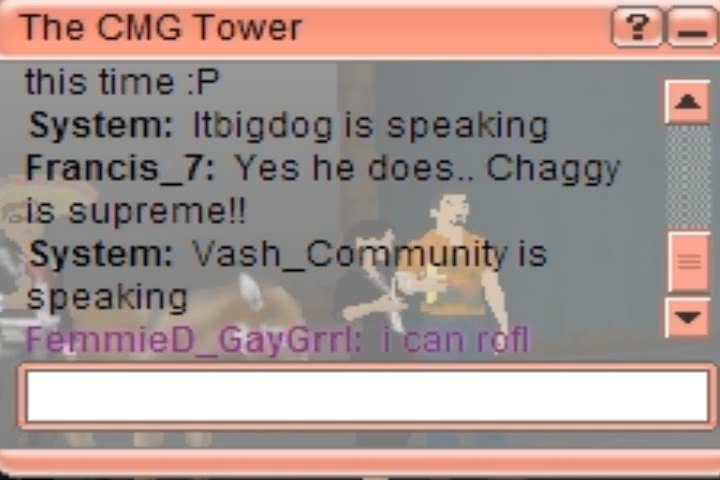 The CMG Tower
?
this time :P
System: Itbigdog is speaking
Francis_7: Yes he does.. Chaggy
is supreme!!
System: Vash_Community is
speaking
FemmieD_GayGrrl: i can rofl